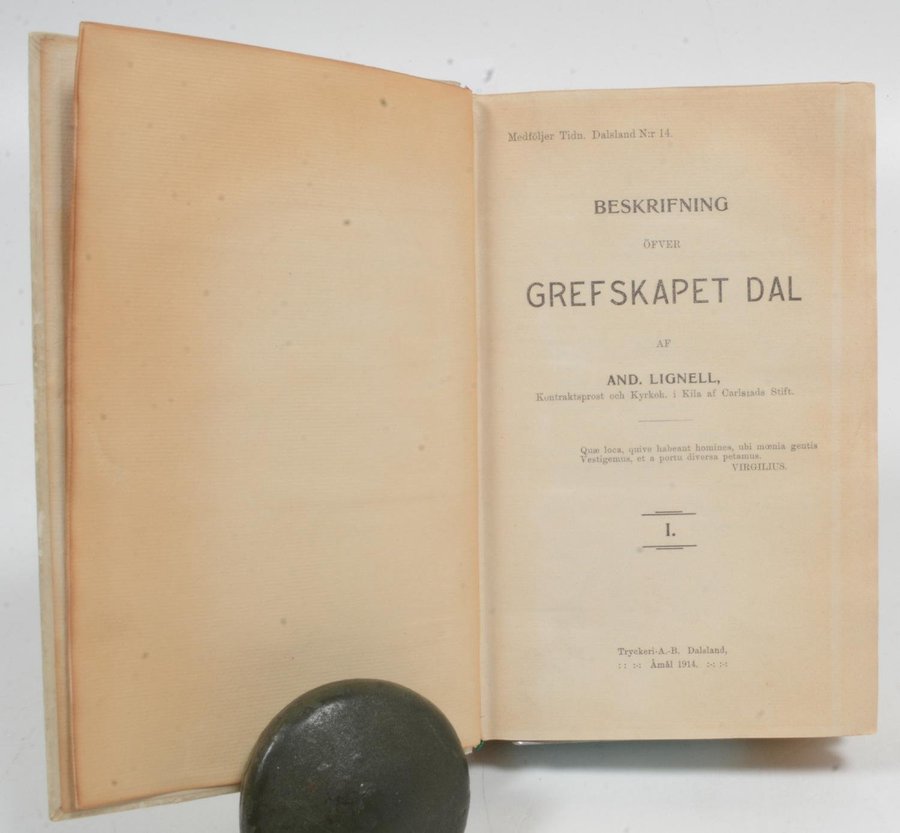 Medföljer Tidn. Dalsland N:r 14.
BESKRIFNING
ÖFVER
GREFSKAPET DAL
AF
AND. LIGNELL,
Kontraktsprost och Kyrkoh. i Kila af Carlstads Stift.
Quæ loca, quive habeant homines, ubi mœnia gentis
Vestigemus, et a portu diversa petamus.
VIRGILIUS.
I.
Tryckeri-A.-B. Dalsland,
Åmål 1914.